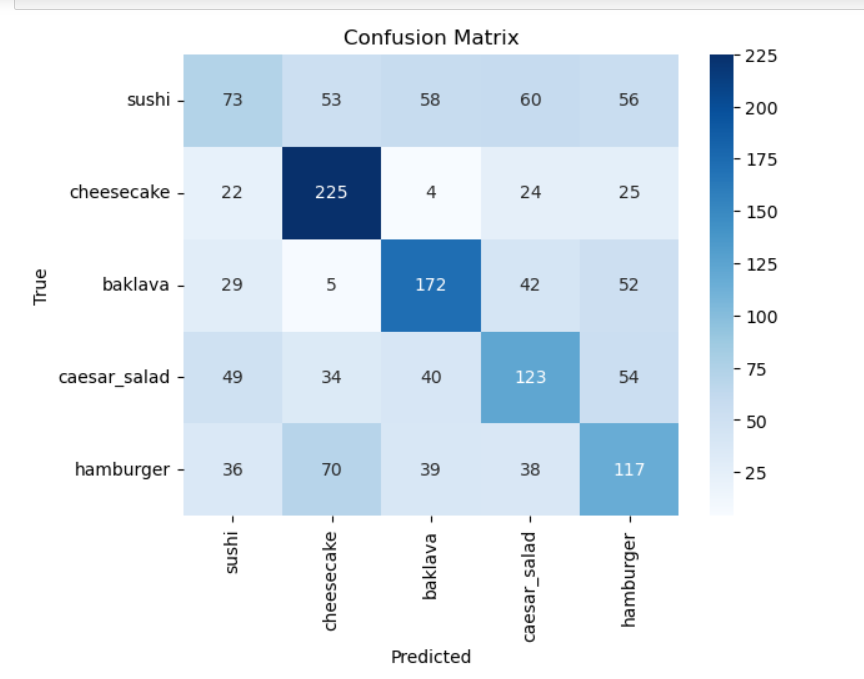 Confusion Matrix
sushi 73 53 58 60 56
cheesecake 22 225 4 24 25
baklava 29 5 172 42 52
caesar_salad 49 34 40 123 54
hamburger 36 70 39 38 117
True
sushi cheesecake baklava caesar_salad hamburger
Predicted
225
200
175
150
125
100
75
50
25